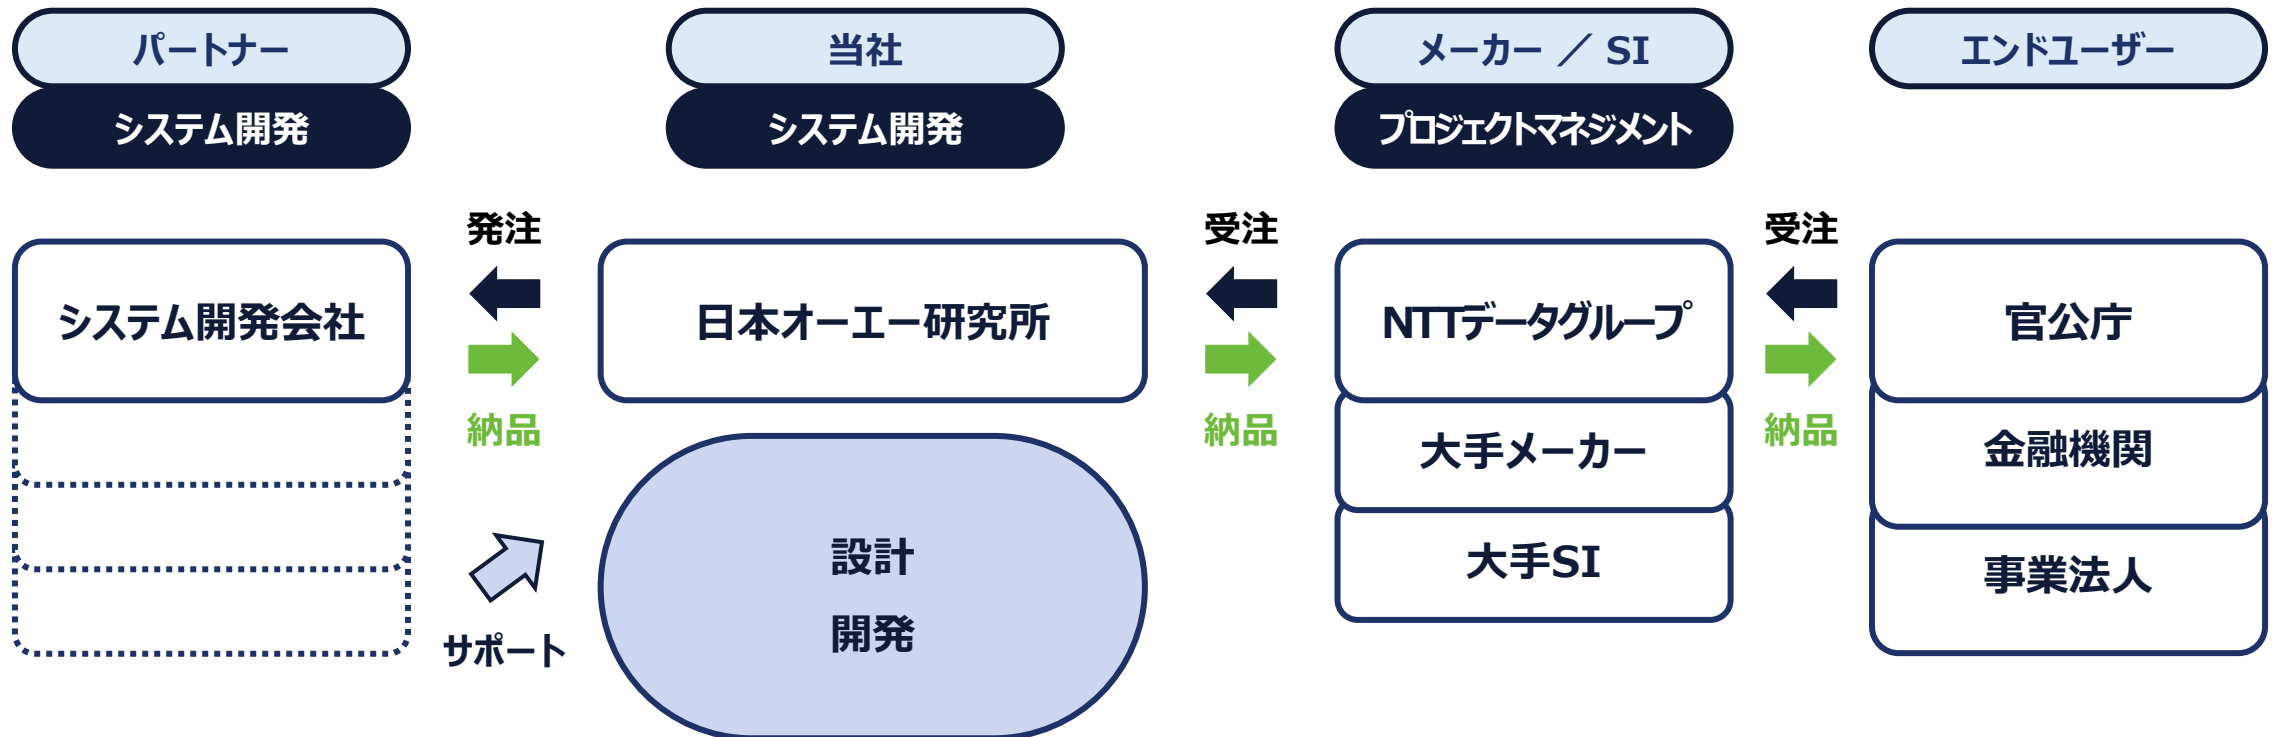 パートナー
システム開発
当社
システム開発
メーカー ／ SI
プロジェクトマネジメント
エンドユーザー
システム開発会社
発注
納品
サポート
日本オーエー研究所
設計
開発
受注
納品
NTTデータグループ
大手メーカー
大手SI
受注
納品
官公庁
金融機関
事業法人